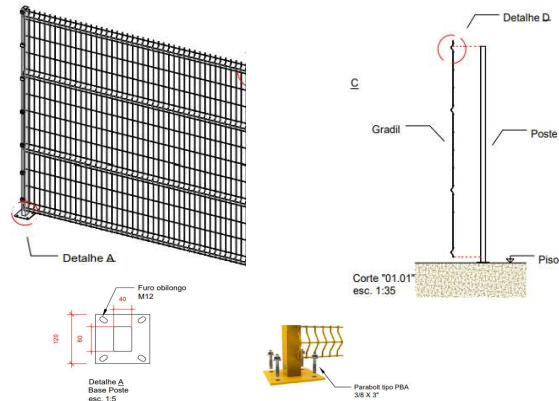 Detalhe D
C
Gradil
Poste
Detalhe A
Piso
Corte "01.01"
esc. 1:35
Furo obilongo
M12
40
120
60
Detalhe A
Base Poste
esc. 1:5
Parabolt tipo PBA
3/8 X 3"